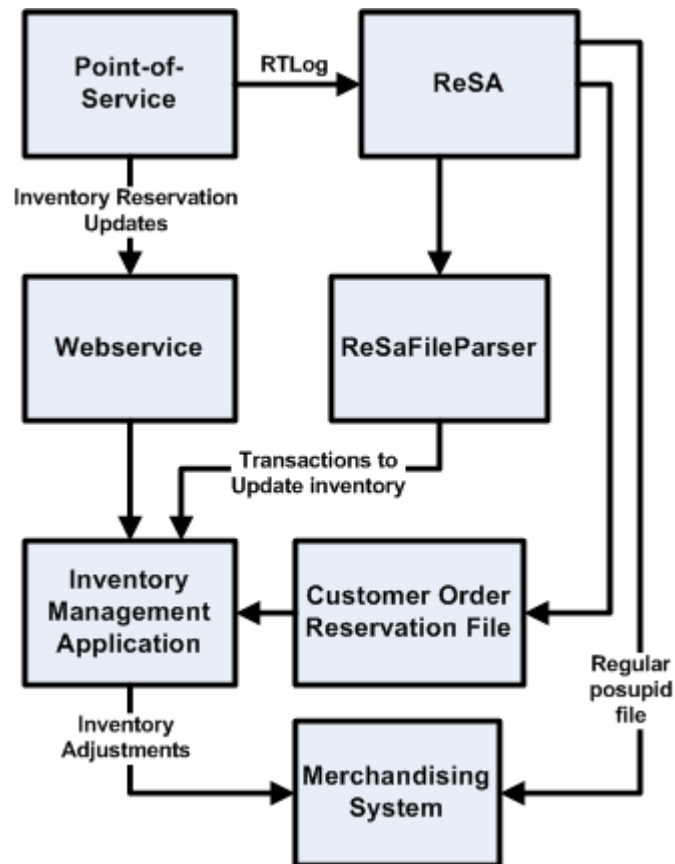 Point-of-
Service
RTLog
ReSA
Inventory Reservation
Updates
Webservice
ReSaFileParser
Transactions to
Update inventory
Inventory
Management
Application
Customer Order
Reservation File
Regular
posupid
file
Inventory
Adjustments
Merchandising
System